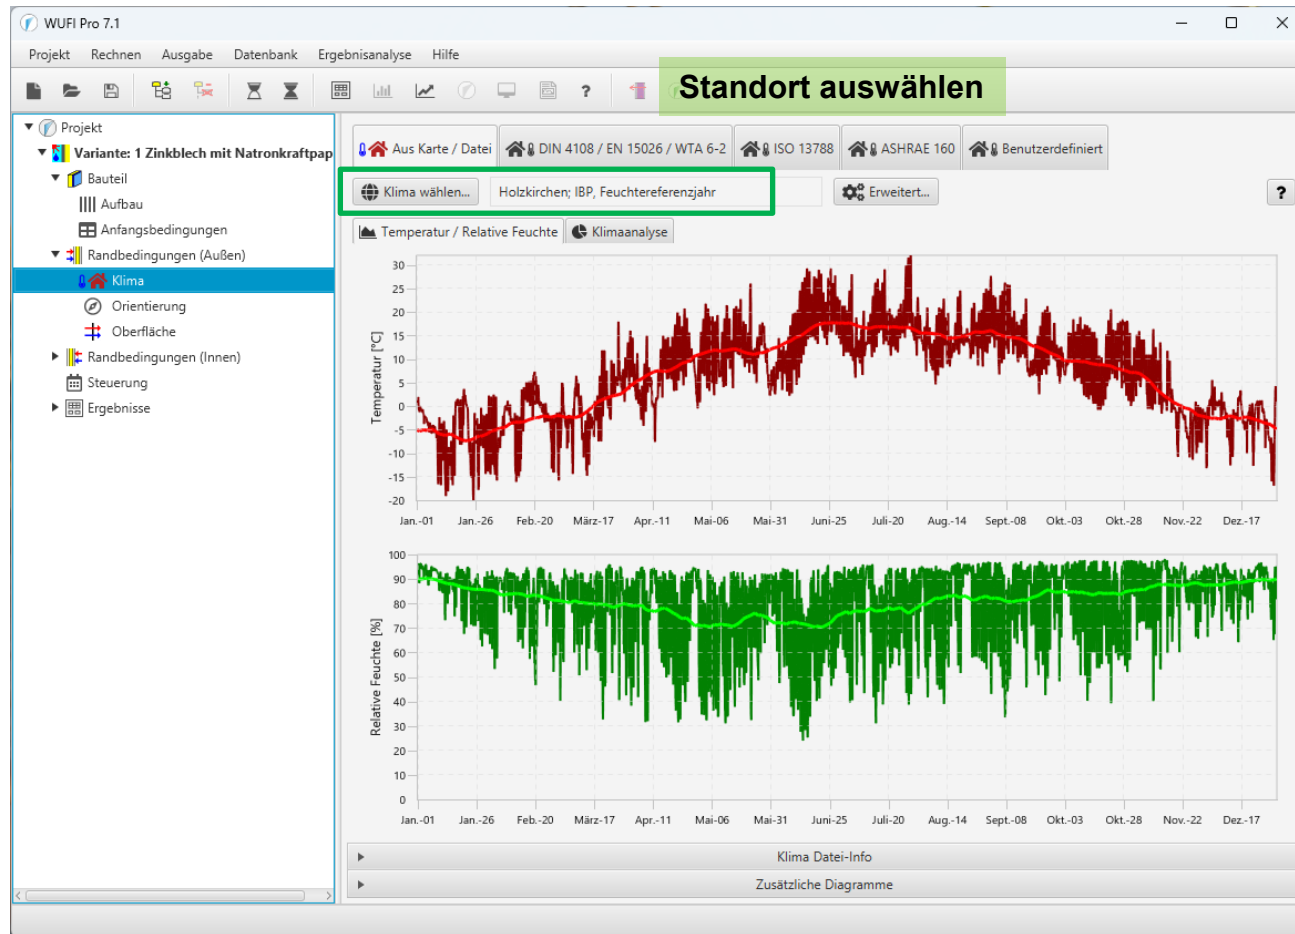 WUFI Pro 7.1
Projekt Rechnen Ausgabe Datenbank Ergebnisanalyse Hilfe
?
Standort auswählen
Projekt
Variante: 1 Zinkblech mit Natronkraftpap
Bauteil
Aufbau
Anfangsbedingungen
Randbedingungen (Außen)
Klima
Orientierung
Oberfläche
Randbedingungen (Innen)
Steuerung
Ergebnisse
Aus Karte / Datei DIN 4108 / EN 15026 / WTA 6-2 ISO 13788 ASHRAE 160 Benutzerdefiniert
Klima wählen... Holzkirchen; IBP, Feuchtereferenzjahr Erweitert... ?
Temperatur / Relative Feuchte Klimaanalyse
Temperatur [°C]
30
25
20
15
10
5
0
-5
-10
-15
-20
Jan.-01 Jan.-26 Feb.-20 März-17 Apr.-11 Mai-06 Mai-31 Juni-25 Juli-20 Aug.-14 Sept.-08 Okt.-03 Okt.-28 Nov.-22 Dez.-17
Relative Feuchte [%]
100
90
80
70
60
50
40
30
20
10
0
Jan.-01 Jan.-26 Feb.-20 März-17 Apr.-11 Mai-06 Mai-31 Juni-25 Juli-20 Aug.-14 Sept.-08 Okt.-03 Okt.-28 Nov.-22 Dez.-17
Klima Datei-Info
Zusätzliche Diagramme